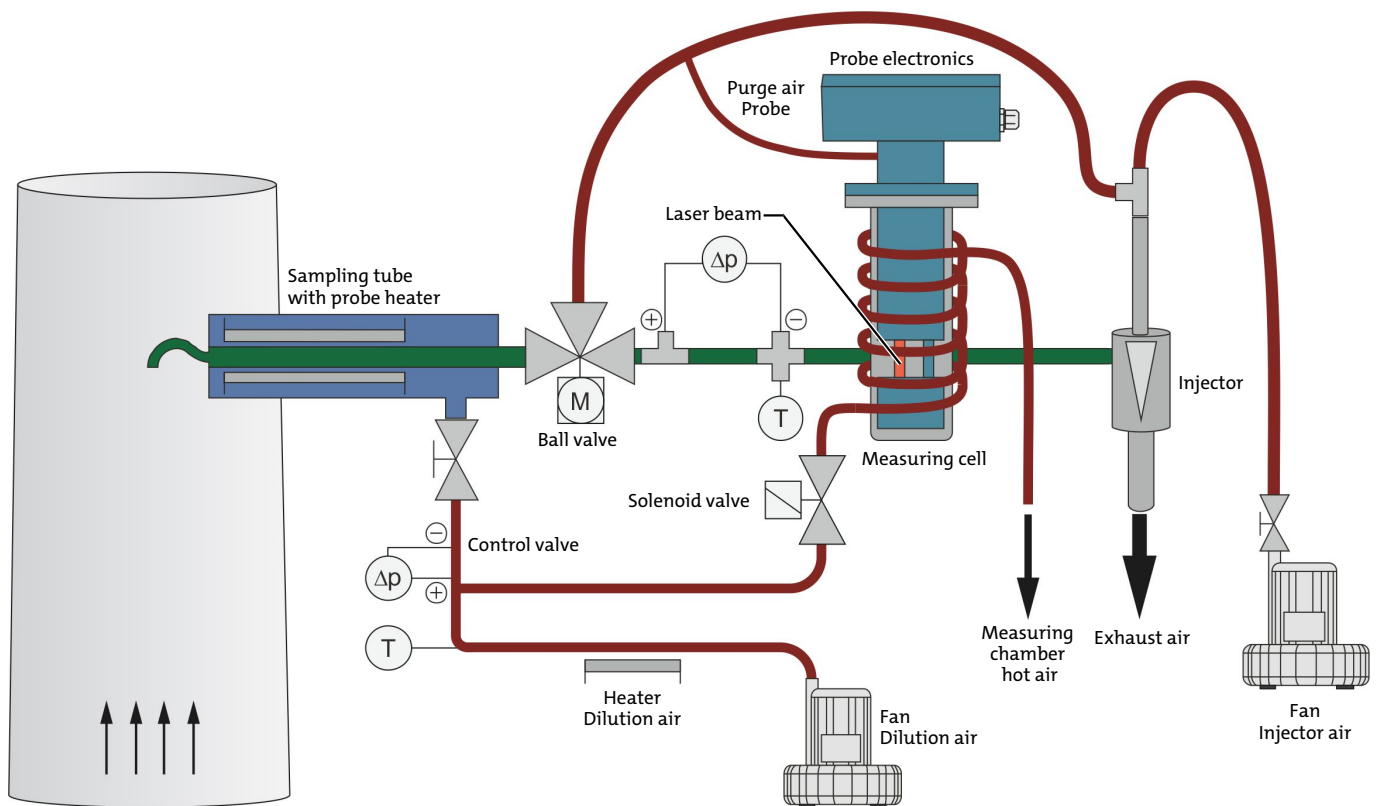 Probe electronics
Purge air
Probe
Laser beam
Δp
Sampling tube
with probe heater
+
−
M
Ball valve
T
Measuring cell
Injector
Solenoid valve
−
Control valve
Δp
+
T
Measuring
chamber
hot air
Exhaust air
Heater
Dilution air
Fan
Dilution air
Fan
Injector air